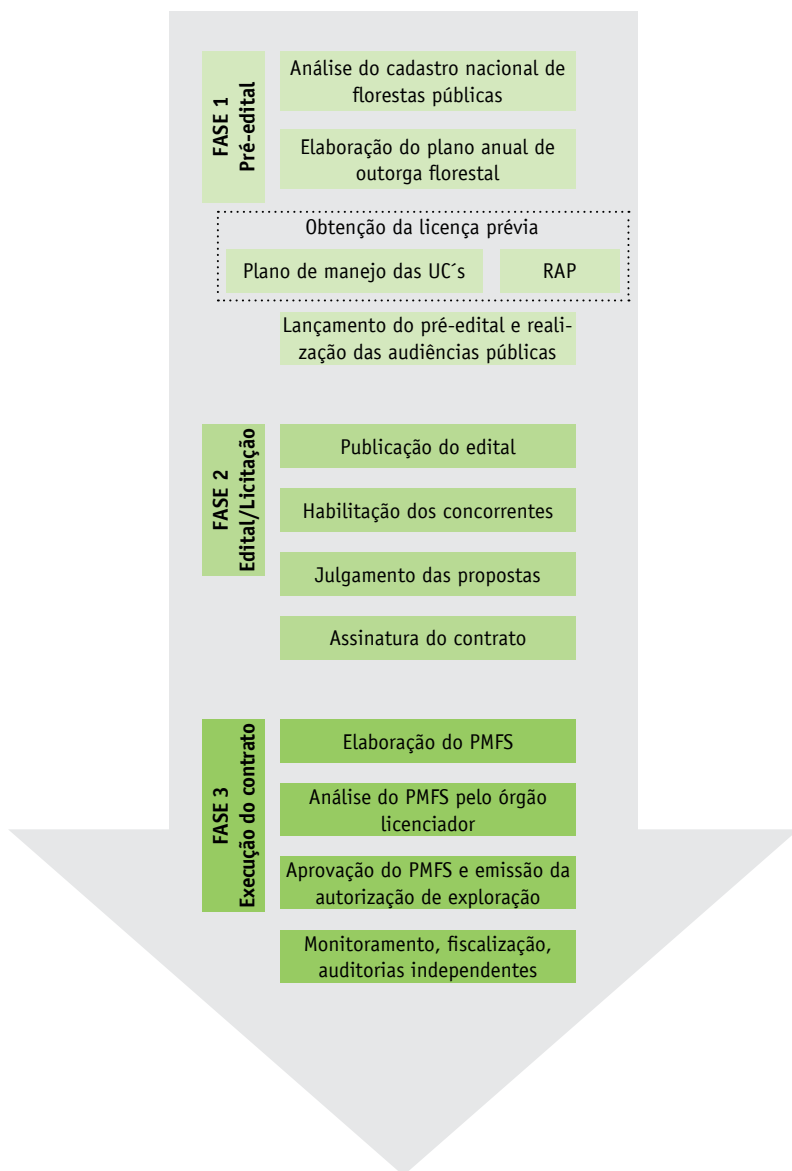 FASE 1
Pré-edital
Análise do cadastro nacional de
florestas públicas
Elaboração do plano anual de
outorga florestal
Obtenção da licença prévia
Plano de manejo das UC´s
RAP
Lançamento do pré-edital e reali-
zação das audiências públicas
FASE 2
Edital/Licitação
Publicação do edital
Habilitação dos concorrentes
Julgamento das propostas
Assinatura do contrato
FASE 3
Execução do contrato
Elaboração do PMFS
Análise do PMFS pelo órgão
licenciador
Aprovação do PMFS e emissão da
autorização de exploração
Monitoramento, fiscalização,
auditorias independentes